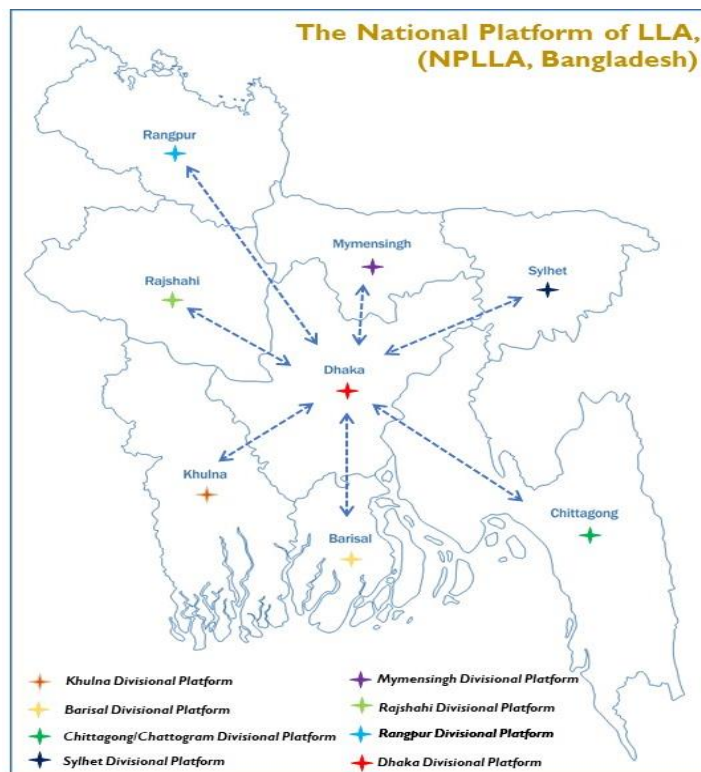 The National Platform of LLA,
(NPLLA, Bangladesh)
Rangpur
Mymensingh
Rajshahi
Sylhet
Dhaka
Khulna
Chittagong
Barisal
Khulna Divisional Platform
Barisal Divisional Platform
Chittagong/Chattogram Divisional Platform
Sylhet Divisional Platform
Mymensingh Divisional Platform
Rajshahi Divisional Platform
Rangpur Divisional Platform
Dhaka Divisional Platform